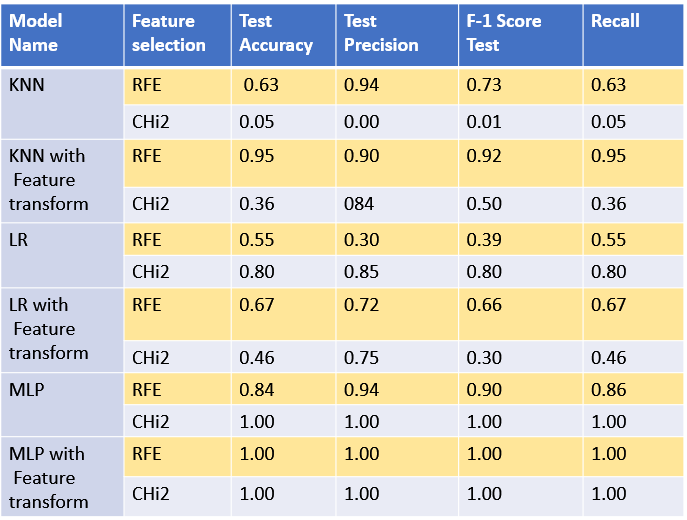 Model Name | Feature selection | Test Accuracy | Test Precision | F-1 Score Test | Recall
KNN | RFE | 0.63 | 0.94 | 0.73 | 0.63
CHi2 | 0.05 | 0.00 | 0.01 | 0.05
KNN with Feature transform | RFE | 0.95 | 0.90 | 0.92 | 0.95
CHi2 | 0.36 | 084 | 0.50 | 0.36
LR | RFE | 0.55 | 0.30 | 0.39 | 0.55
CHi2 | 0.80 | 0.85 | 0.80 | 0.80
LR with Feature transform | RFE | 0.67 | 0.72 | 0.66 | 0.67
CHi2 | 0.46 | 0.75 | 0.30 | 0.46
MLP | RFE | 0.84 | 0.94 | 0.90 | 0.86
CHi2 | 1.00 | 1.00 | 1.00 | 1.00
MLP with Feature transform | RFE | 1.00 | 1.00 | 1.00 | 1.00
CHi2 | 1.00 | 1.00 | 1.00 | 1.00